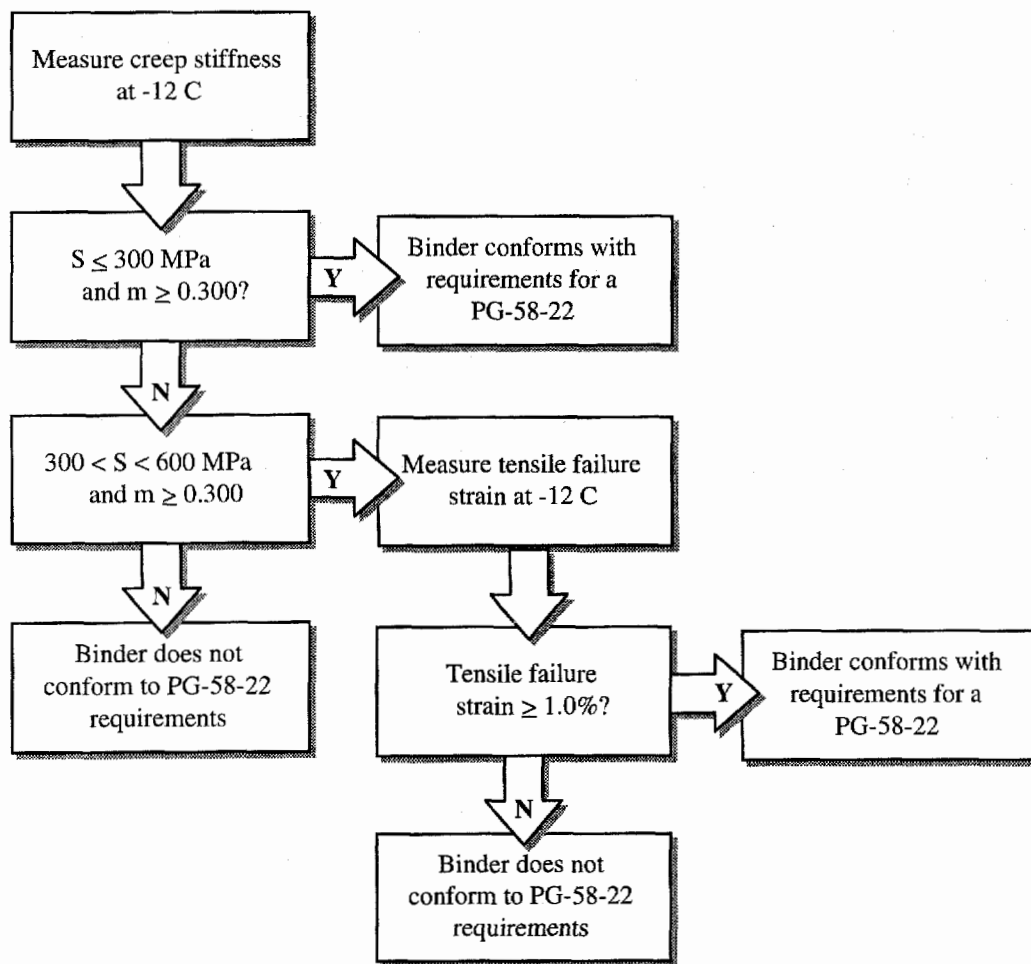 Measure creep stiffness
at -12 C
S ≤ 300 MPa
and m ≥ 0.300?
Y
Binder conforms with
requirements for a
PG-58-22
N
300 < S < 600 MPa
and m ≥ 0.300
Y
Measure tensile failure
strain at -12 C
N
Binder does not
conform to PG-58-22
requirements
Tensile failure
strain ≥ 1.0%?
Y
Binder conforms with
requirements for a
PG-58-22
N
Binder does not
conform to PG-58-22
requirements